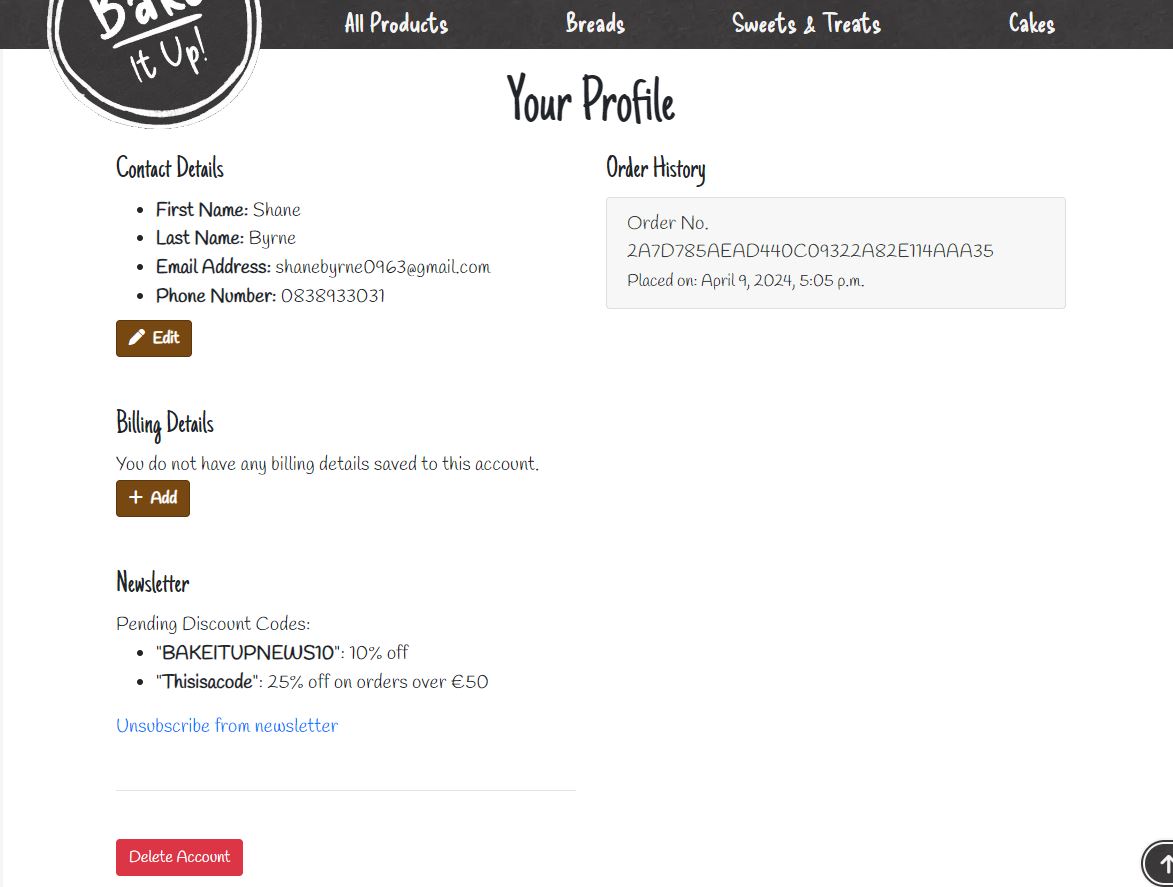 Bake
It Up!
All Products
Breads
Sweets & Treats
Cakes
Your Profile
Contact Details
First Name: Shane
Last Name: Byrne
Email Address: shanebyrne0963@gmail.com
Phone Number: 0838933031
Edit
Billing Details
You do not have any billing details saved to this account.
Add
Newsletter
Pending Discount Codes:
"BAKEITUPNEWS10": 10% off
"Thisisacode": 25% off on orders over €50
Unsubscribe from newsletter
Delete Account
Order History
Order No.
2A7D785AEAD440C09322A82E114AAA35
Placed on: April 9, 2024, 5:05 p.m.